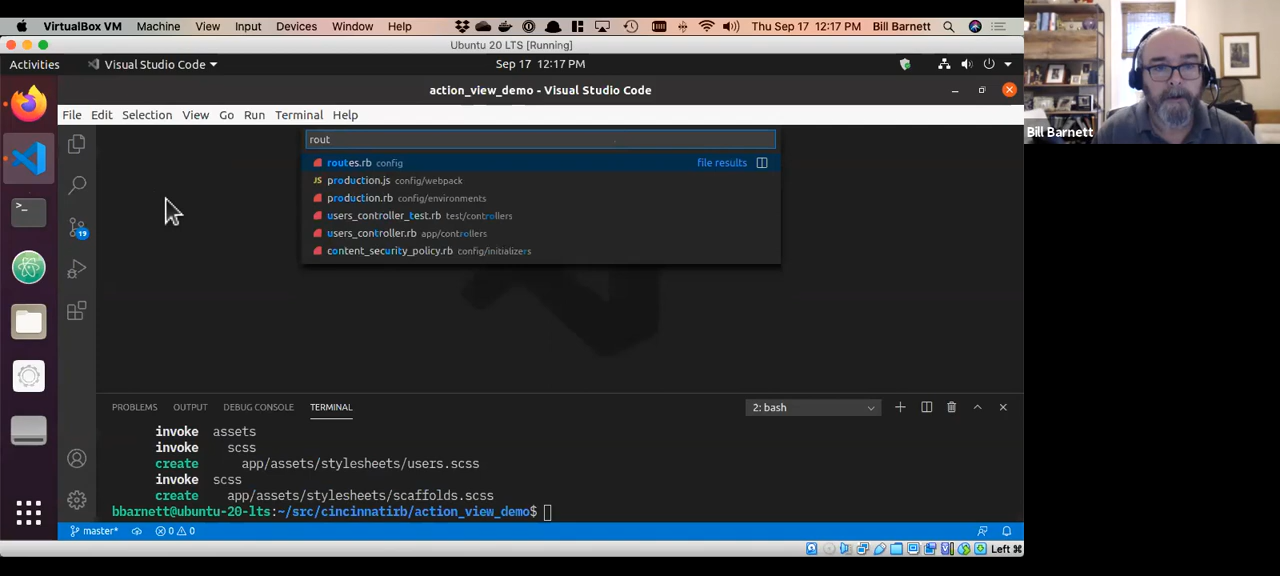 VirtualBox VM Machine View Input Devices Window Help Thu Sep 17 12:17 PM Bill Barnett
Ubuntu 20 LTS [Running]
Activities Visual Studio Code Sep 17 12:17 PM
action_view_demo - Visual Studio Code
File Edit Selection View Go Run Terminal Help
rout
routes.rb config file results
JS production.js config/webpack
production.rb config/environments
users_controller_test.rb test/controllers
users_controller.rb app/controllers
content_security_policy.rb config/initializers
19
Bill Barnett
PROBLEMS OUTPUT DEBUG CONSOLE TERMINAL 2: bash
invoke assets
invoke scss
create app/assets/stylesheets/users.scss
invoke scss
create app/assets/stylesheets/scaffolds.scss
bbarnett@ubuntu-20-lts:~/src/cincinnatirb/action_view_demo$
master* 0 0
Left ⌘